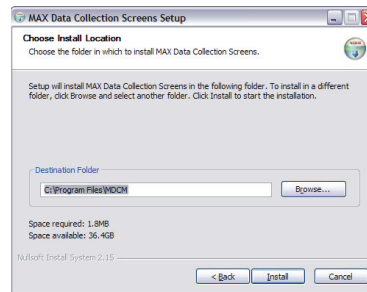 MAX Data Collection Screens Setup
Choose Install Location
Choose the folder in which to install MAX Data Collection Screens.
Setup will install MAX Data Collection Screens in the following folder. To install in a different
folder, click Browse and select another folder. Click Install to start the installation.
Destination Folder
C:\Program Files\MDCM
Browse...
Space required: 1.8MB
Space available: 36.4GB
Nullsoft Install System 2.15
< Back
Install
Cancel